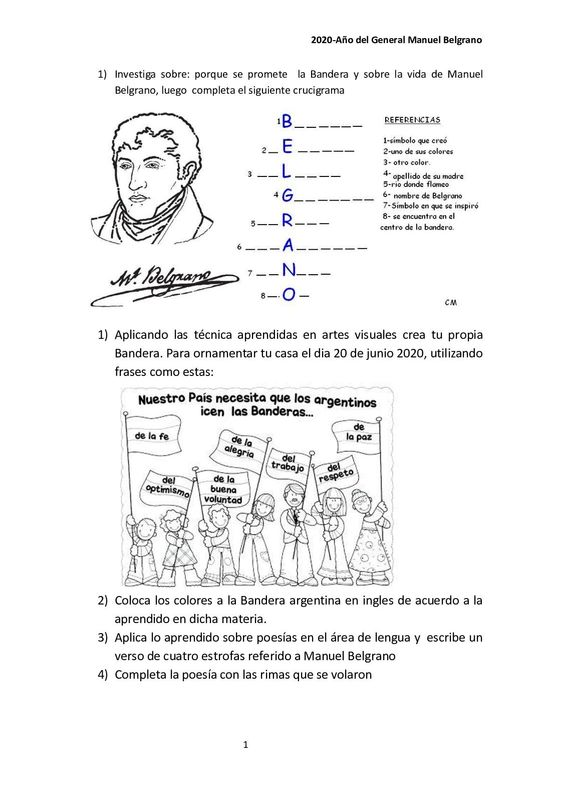 2020-Año del General Manuel Belgrano
1) Investiga sobre: porque se promete la Bandera y sobre la vida de Manuel
Belgrano, luego completa el siguiente crucigrama
REFERENCIAS
1-símbolo que creó
2-uno de sus colores
3- otro color.
4- apellido de su madre
5-rio donde flameo
6- nombre de Belgrano
7-Símbolo en que se inspiró
8- se encuentra en el
centro de la bandera.
1 B _ _ _ _ _ _
2 _ E _ _ _ _ _
3 _ _ L _ _ _ _
4 G _ _ _ _ _ _ _
5 _ _ R _ _ _
6 _ _ _ A _ _ _ _ _ _
7 _ _ N _ _ _
8 _ O _
CM
Ml. Belgrano
1) Aplicando las técnica aprendidas en artes visuales crea tu propia
Bandera. Para ornamentar tu casa el dia 20 de junio 2020, utilizando
frases como estas:
Nuestro País necesita que los argentinos
icen las Banderas...
de la fe
de la
alegría
del
trabajo
de
la paz
del
optimismo
de la
buena
voluntad
del
respeto
2) Coloca los colores a la Bandera argentina en ingles de acuerdo a la
aprendido en dicha materia.
3) Aplica lo aprendido sobre poesías en el área de lengua y escribe un
verso de cuatro estrofas referido a Manuel Belgrano
4) Completa la poesía con las rimas que se volaron
1